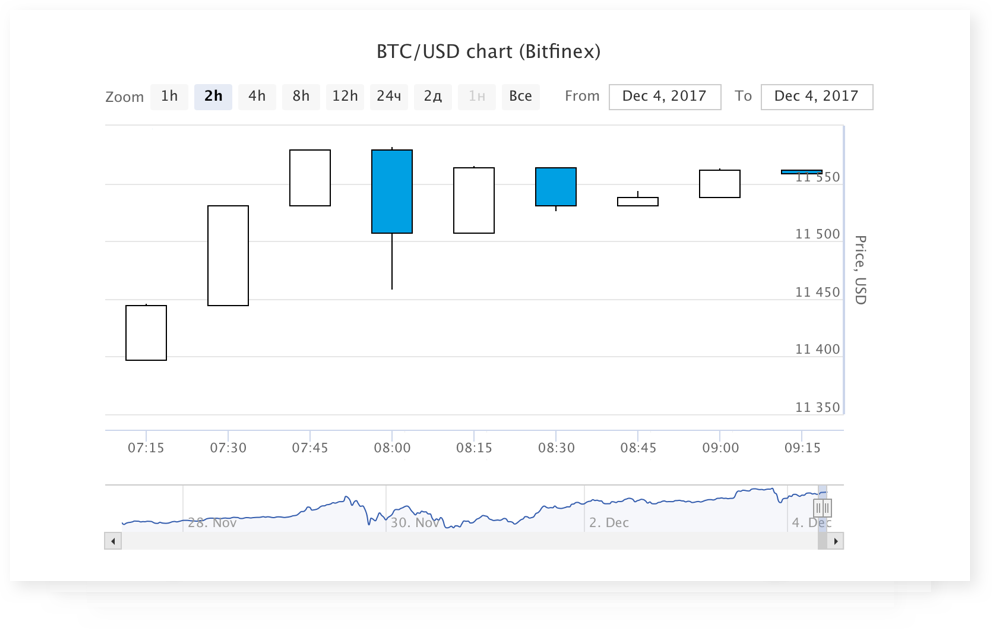 BTC/USD chart (Bitfinex)
Zoom 1h 2h 4h 8h 12h 24ч 2д 1н Все From Dec 4, 2017 To Dec 4, 2017
11 550
11 500
11 450
11 400
11 350
Price, USD
07:15 07:30 07:45 08:00 08:15 08:30 08:45 09:00 09:15
28. Nov 30. Nov 2. Dec 4. Dec